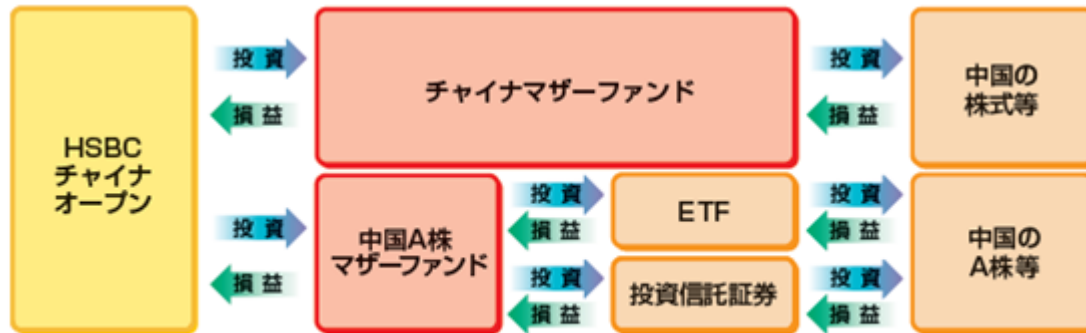 投資
チャイナマザーファンド
投資
中国の
株式等
損益
損益
HSBC
チャイナ
オープン
投資
中国A株
マザーファンド
損益
投資
ETF
投資
損益
損益
中国の
A株等
投資
投資信託証券
投資
損益
損益